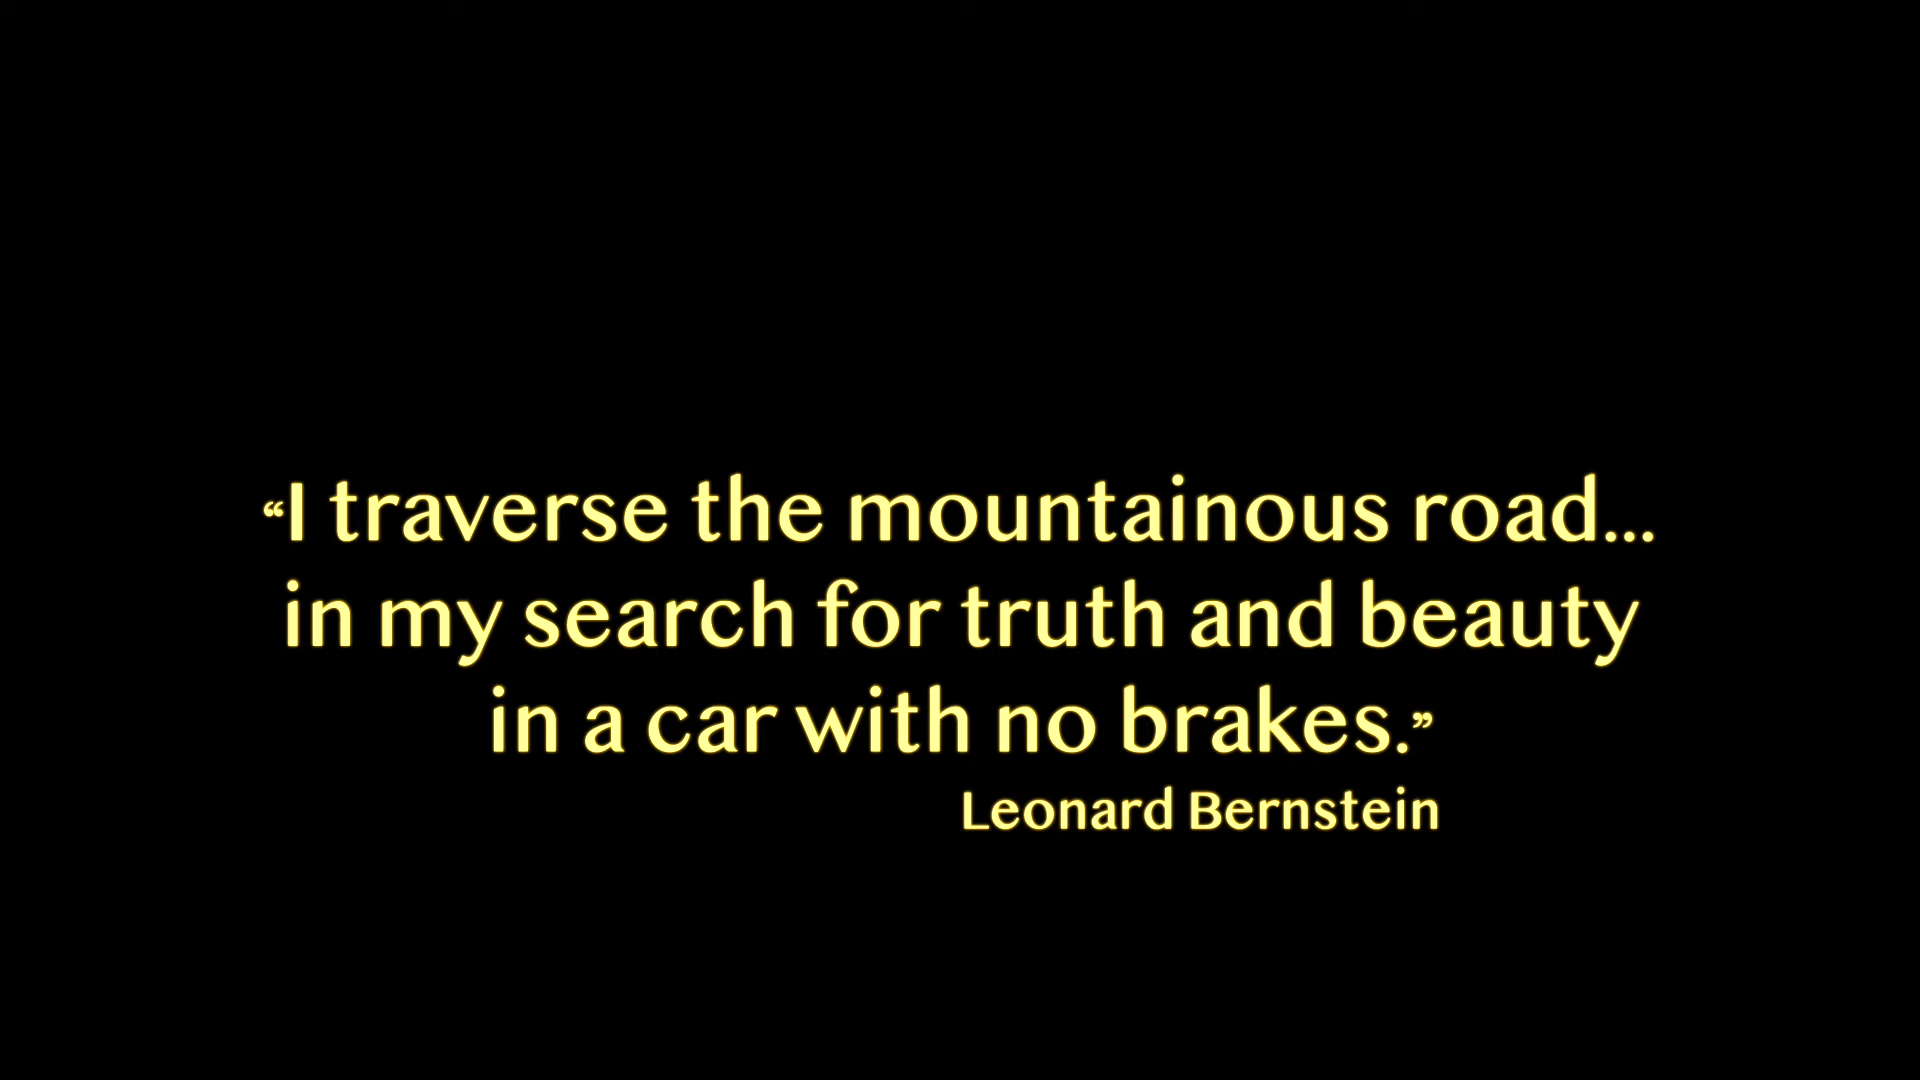 “I traverse the mountainous road...
in my search for truth and beauty
in a car with no brakes.”
Leonard Bernstein